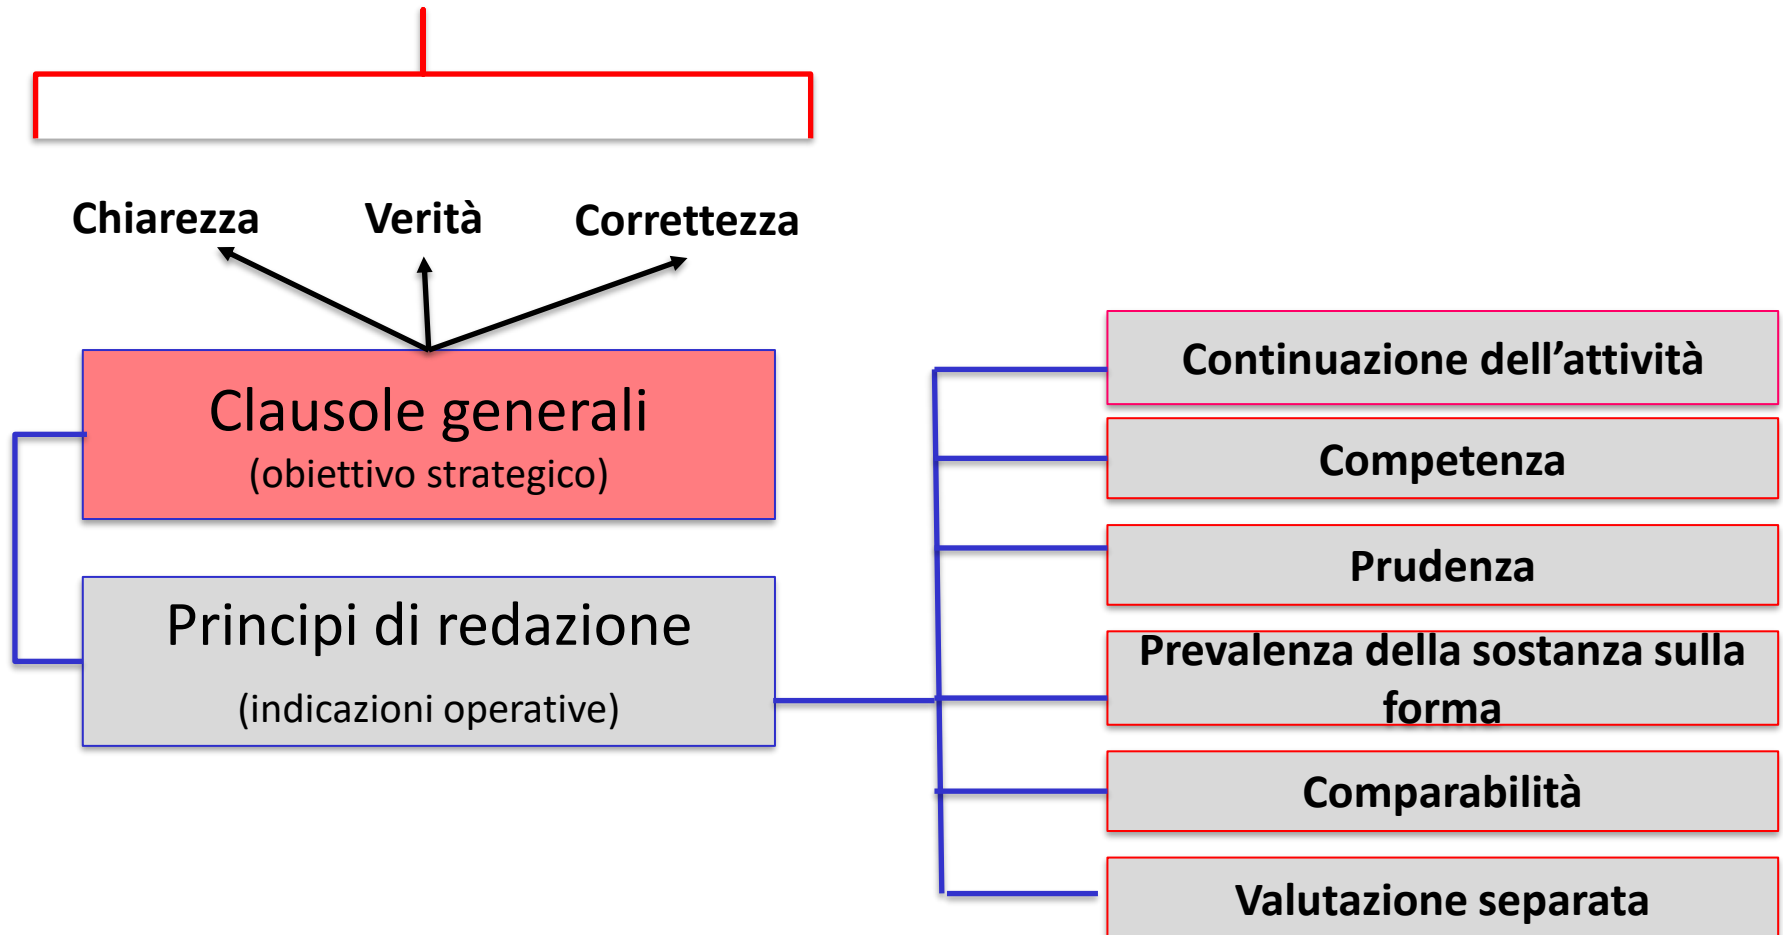 Chiarezza Verità Correttezza
Clausole generali
(obiettivo strategico)
Principi di redazione
(indicazioni operative)
Continuazione dell’attività
Competenza
Prudenza
Prevalenza della sostanza sulla
forma
Comparabilità
Valutazione separata